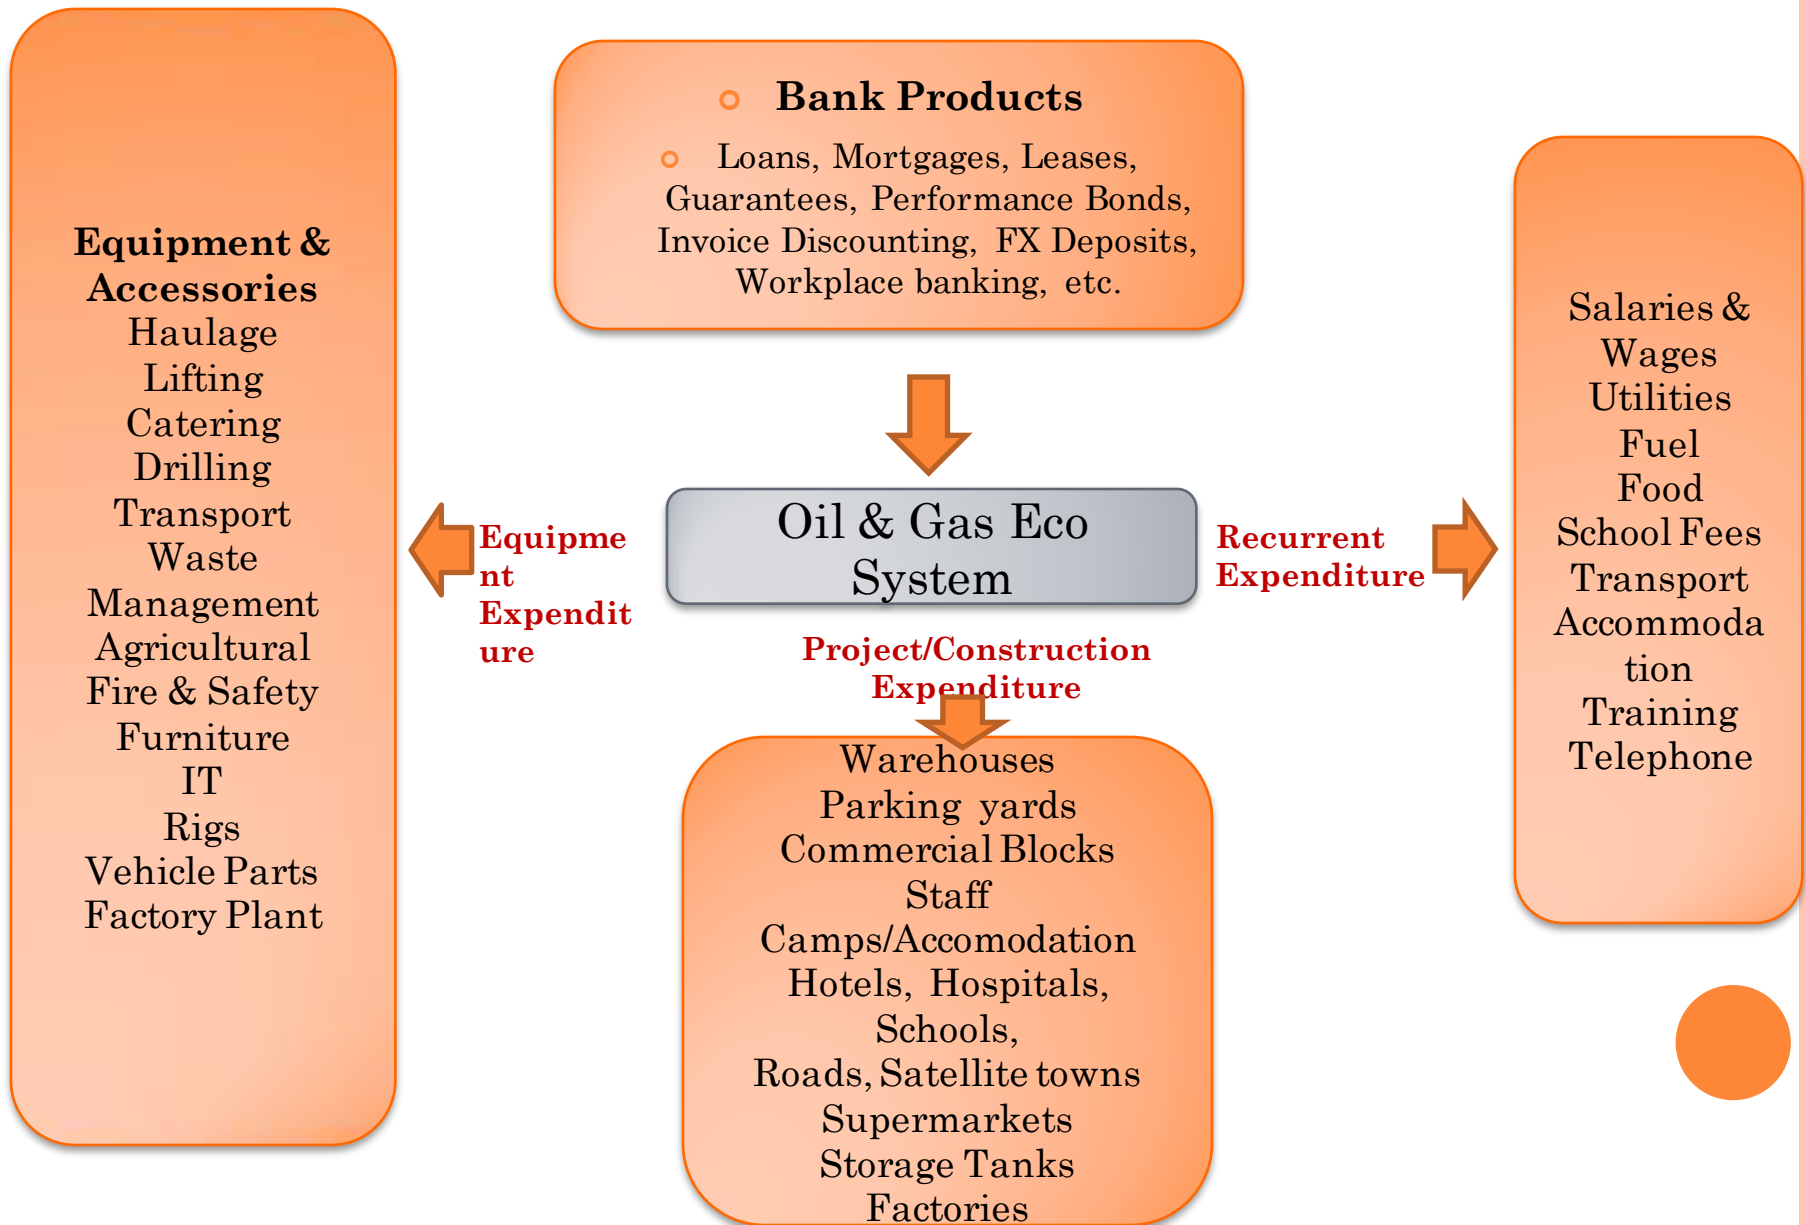 Equipment &
Accessories
Haulage
Lifting
Catering
Drilling
Transport
Waste
Management
Agricultural
Fire & Safety
Furniture
IT
Rigs
Vehicle Parts
Factory Plant
Bank Products
Loans, Mortgages, Leases,
Guarantees, Performance Bonds,
Invoice Discounting, FX Deposits,
Workplace banking, etc.
Equipme
nt
Expendit
ure
Oil & Gas Eco
System
Recurrent
Expenditure
Project/Construction
Expenditure
Warehouses
Parking yards
Commercial Blocks
Staff
Camps/Accomodation
Hotels, Hospitals,
Schools,
Roads, Satellite towns
Supermarkets
Storage Tanks
Factories
Salaries &
Wages
Utilities
Fuel
Food
School Fees
Transport
Accommoda
tion
Training
Telephone